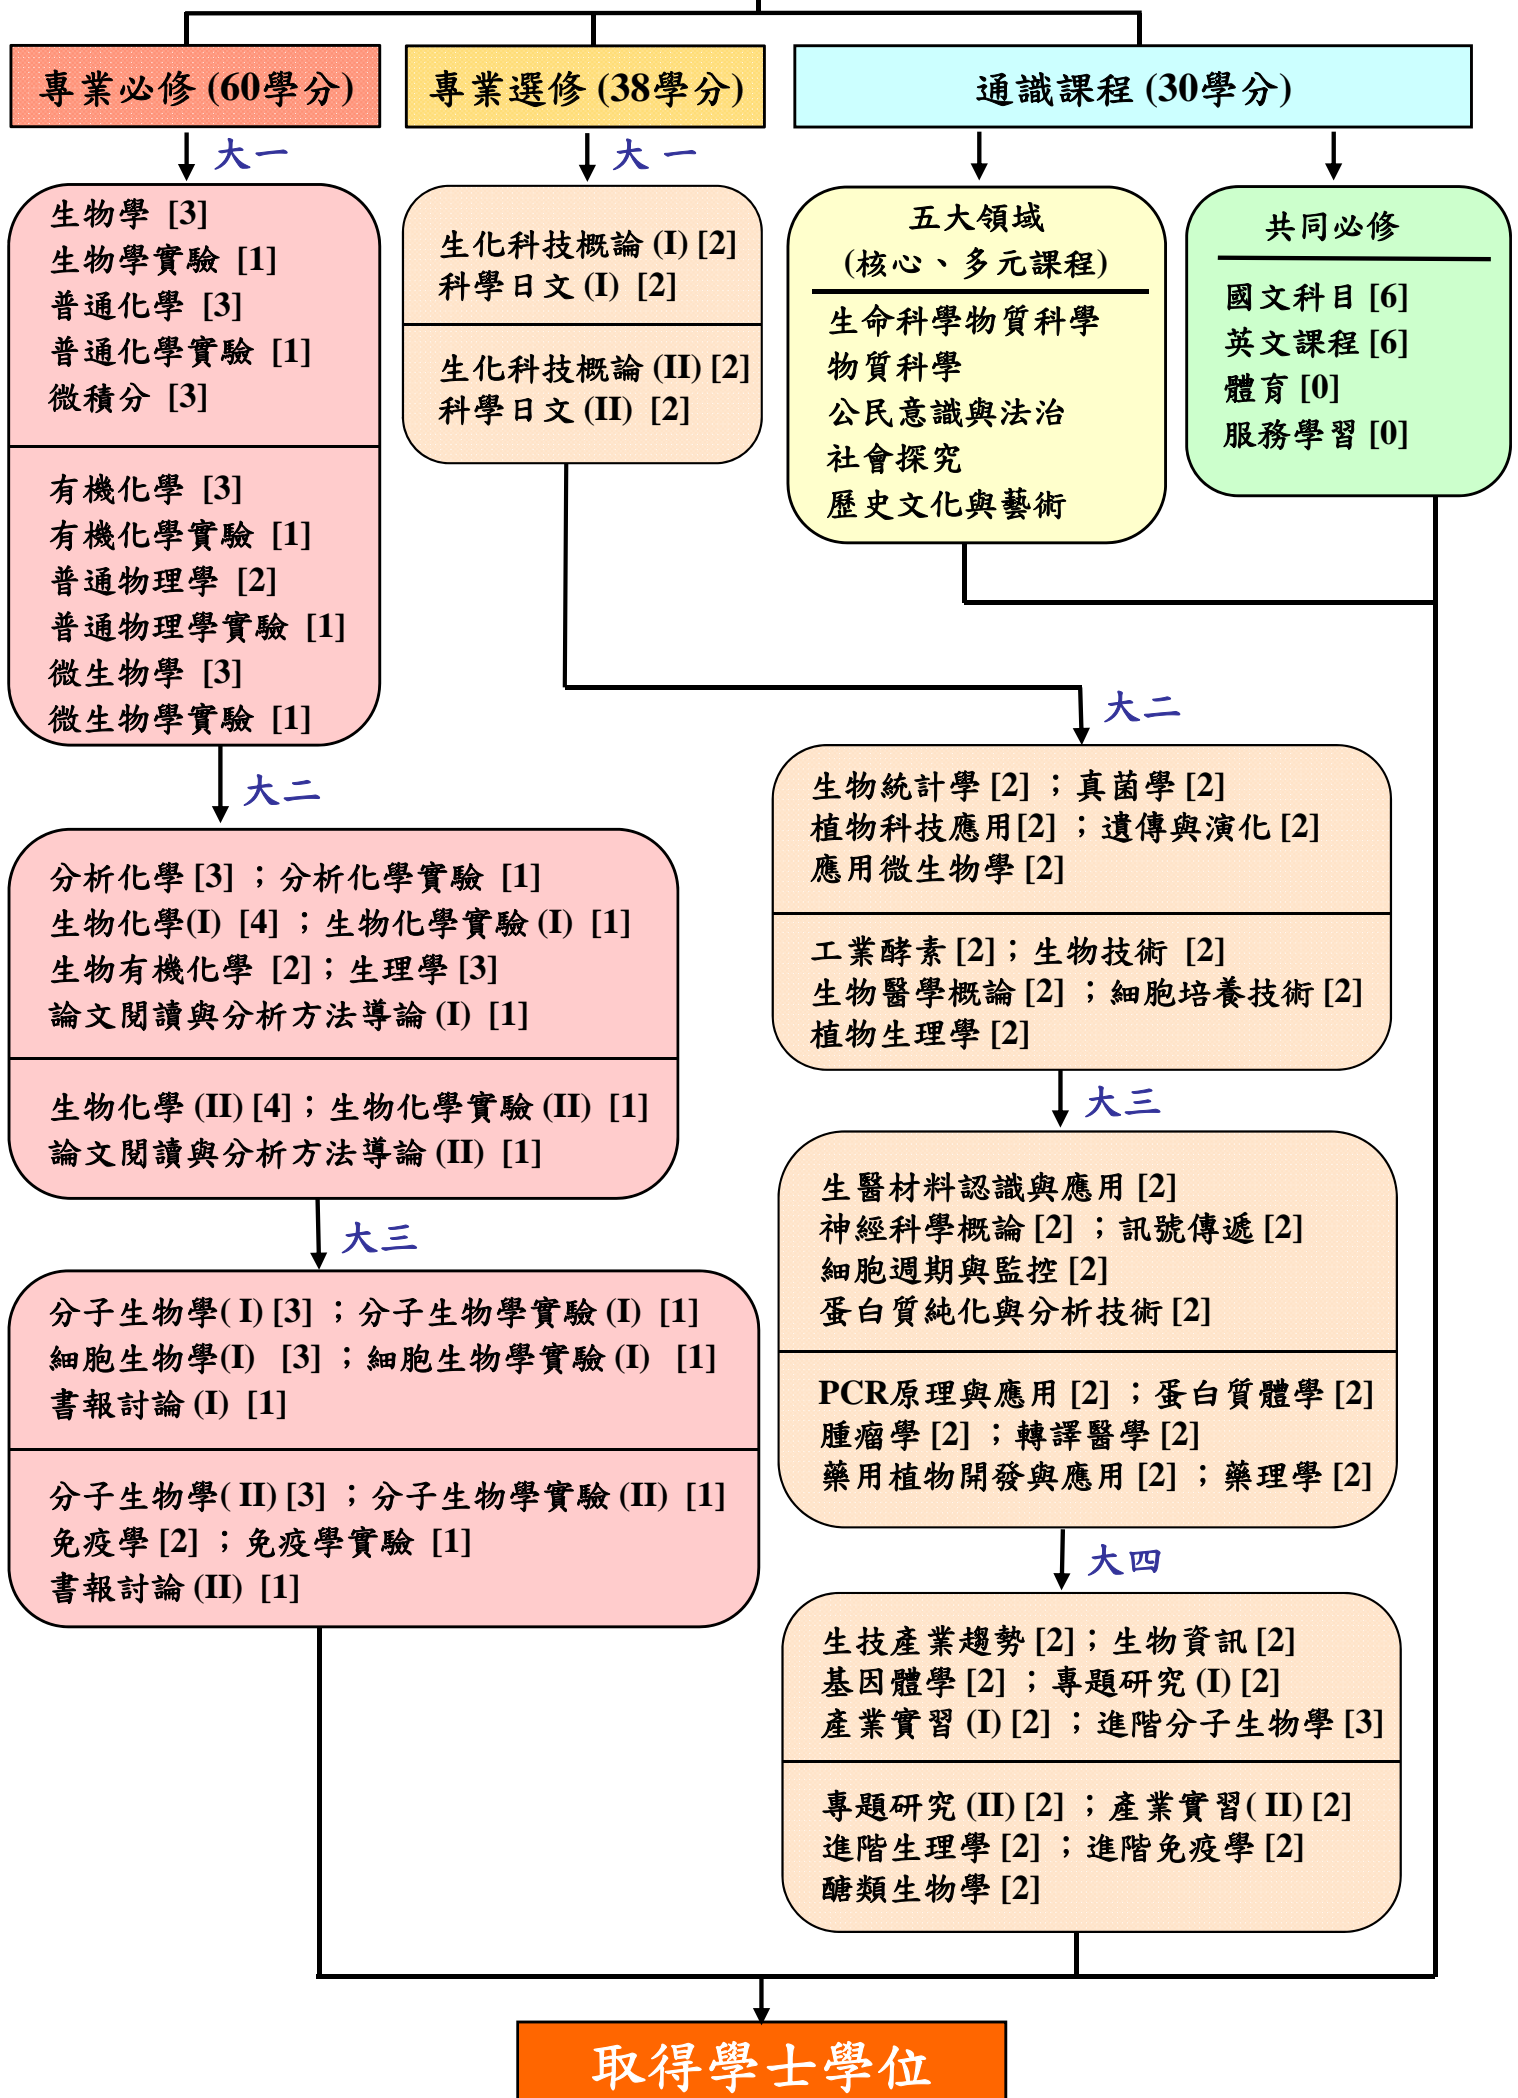 專業必修 (60學分)
專業選修 (38學分)
通識課程 (30學分)
大一
生物學 [3]
生物學實驗 [1]
普通化學 [3]
普通化學實驗 [1]
微積分 [3]
有機化學 [3]
有機化學實驗 [1]
普通物理學 [2]
普通物理學實驗 [1]
微生物學 [3]
微生物學實驗 [1]
大二
分析化學 [3] ；分析化學實驗 [1]
生物化學(I) [4] ；生物化學實驗 (I) [1]
生物有機化學 [2]；生理學 [3]
論文閱讀與分析方法導論 (I) [1]
生物化學 (II) [4]；生物化學實驗 (II) [1]
論文閱讀與分析方法導論 (II) [1]
大三
分子生物學( I) [3] ；分子生物學實驗 (I) [1]
細胞生物學(I) [3] ；細胞生物學實驗 (I) [1]
書報討論 (I) [1]
分子生物學( II) [3] ；分子生物學實驗 (II) [1]
免疫學 [2] ；免疫學實驗 [1]
書報討論 (II) [1]
大 一
生化科技概論 (I) [2]
科學日文 (I) [2]
生化科技概論 (II) [2]
科學日文 (II) [2]
大二
生物統計學 [2] ；真菌學 [2]
植物科技應用[2] ；遺傳與演化 [2]
應用微生物學 [2]
工業酵素 [2]；生物技術 [2]
生物醫學概論 [2] ；細胞培養技術 [2]
植物生理學 [2]
大三
生醫材料認識與應用 [2]
神經科學概論 [2] ；訊號傳遞 [2]
細胞週期與監控 [2]
蛋白質純化與分析技術 [2]
PCR原理與應用 [2] ；蛋白質體學 [2]
腫瘤學 [2] ；轉譯醫學 [2]
藥用植物開發與應用 [2] ；藥理學 [2]
大四
生技產業趨勢 [2]；生物資訊 [2]
基因體學 [2] ；專題研究 (I) [2]
產業實習 (I) [2] ；進階分子生物學 [3]
專題研究 (II) [2] ；產業實習( II) [2]
進階生理學 [2] ；進階免疫學 [2]
醣類生物學 [2]
五大領域
(核心、多元課程)
生命科學物質科學
物質科學
公民意識與法治
社會探究
歷史文化與藝術
共同必修
國文科目 [6]
英文課程 [6]
體育 [0]
服務學習 [0]
取得學士學位